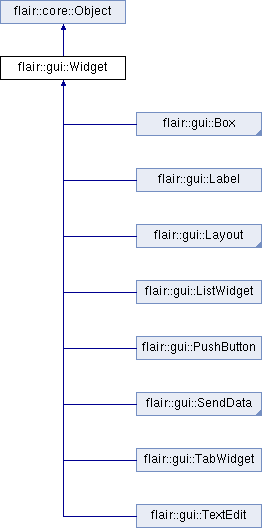 flair::core::Object
flair::gui::Widget
flair::gui::Box
flair::gui::Label
flair::gui::Layout
flair::gui::ListWidget
flair::gui::PushButton
flair::gui::SendData
flair::gui::TabWidget
flair::gui::TextEdit